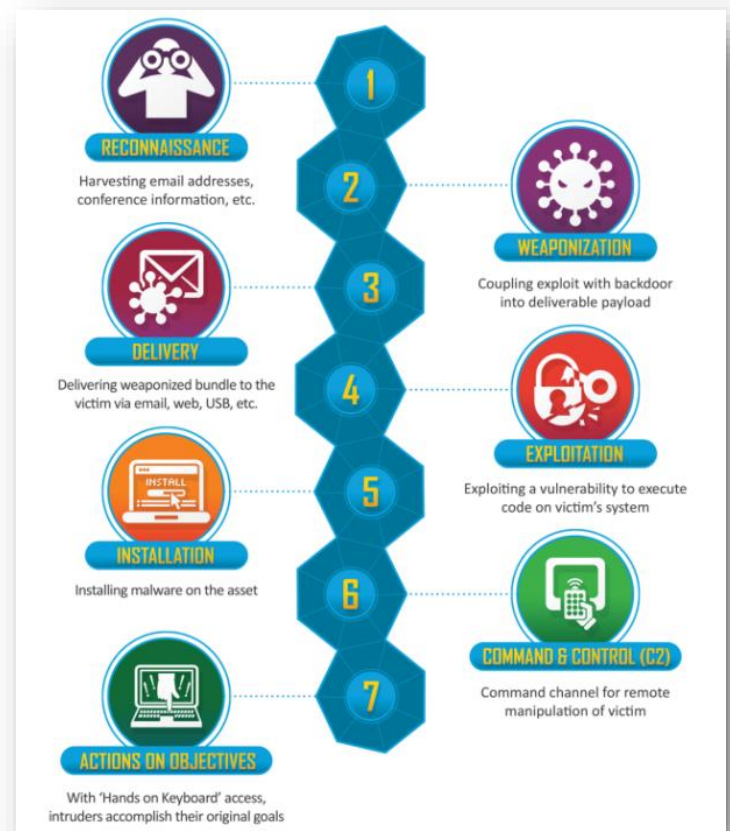 1
RECONNAISSANCE
Harvesting email addresses,
conference information, etc.
2
WEAPONIZATION
Coupling exploit with backdoor
into deliverable payload
3
DELIVERY
Delivering weaponized bundle to the
victim via email, web, USB, etc.
4
EXPLOITATION
Exploiting a vulnerability to execute
code on victim's system
5
INSTALL
INSTALLATION
Installing malware on the asset
6
COMMAND & CONTROL (C2)
Command channel for remote
manipulation of victim
7
ACTIONS ON OBJECTIVES
With 'Hands on Keyboard' access,
intruders accomplish their original goals